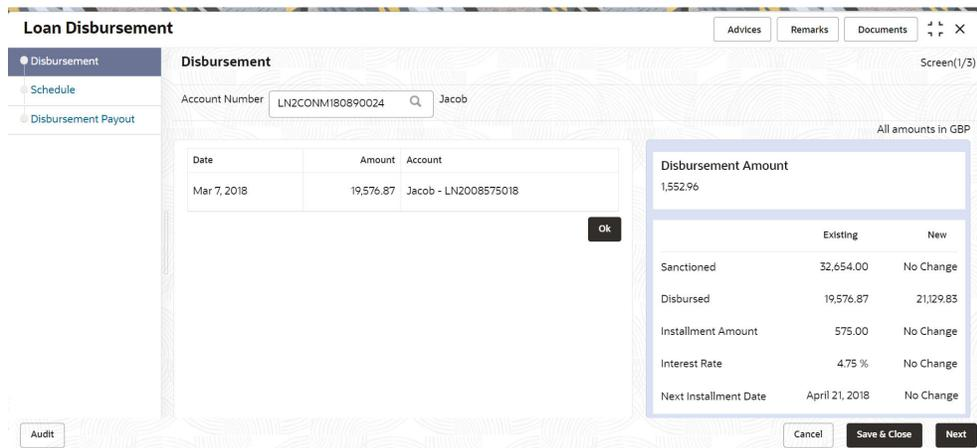 Loan Disbursement
Advices Remarks Documents
Disbursement
Schedule
Disbursement Payout
Disbursement Screen(1/3)
Account Number LN2CONM180890024 Jacob
All amounts in GBP
Date Amount Account
Mar 7, 2018 19,576.87 Jacob - LN2008575018
Ok
Disbursement Amount
1,552.96
Existing New
Sanctioned 32,654.00 No Change
Disbursed 19,576.87 21,129.83
Installment Amount 575.00 No Change
Interest Rate 4.75 % No Change
Next Installment Date April 21, 2018 No Change
Audit Cancel Save & Close Next